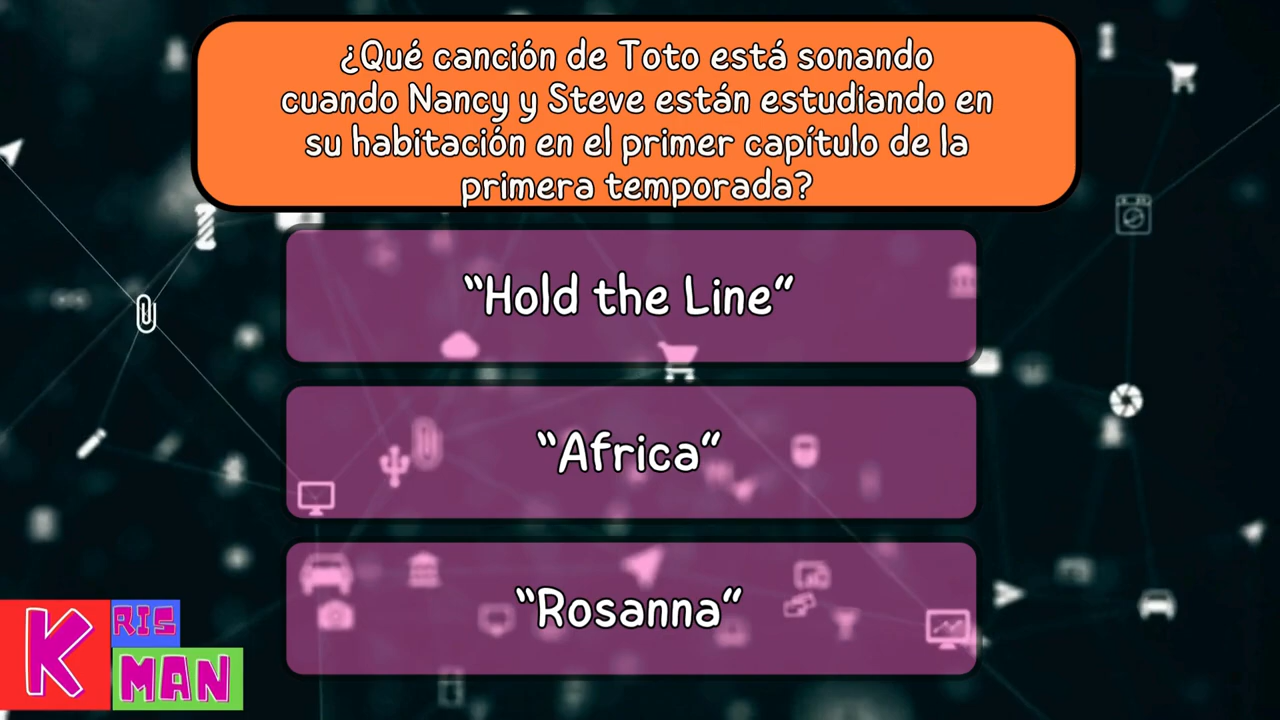 ¿Qué canción de Toto está sonando
cuando Nancy y Steve están estudiando en
su habitación en el primer capítulo de la
primera temporada?
“Hold the Line“
“Africa“
“Rosanna“
K
RIS
MAN